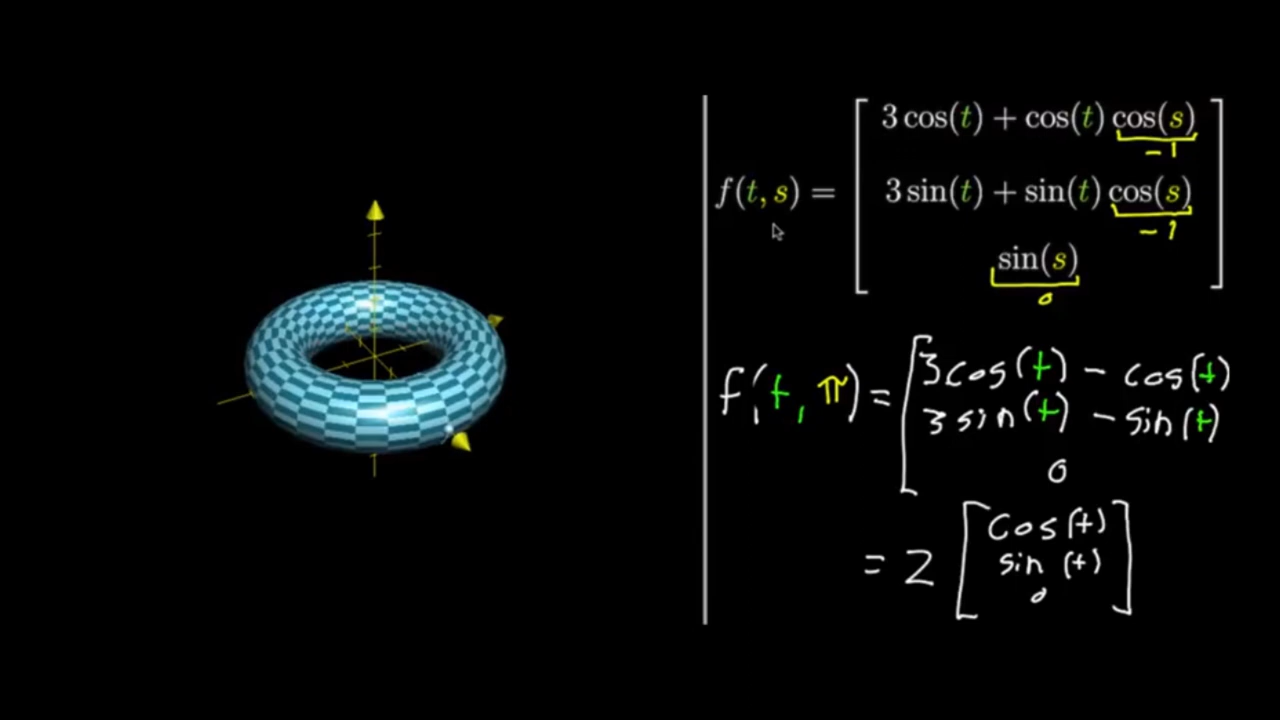 f(t, s) = [ 3 cos(t) + cos(t) cos(s)
-1
3 sin(t) + sin(t) cos(s)
-1
sin(s) ]
0
f(t, π) = [ 3cos(t) - cos(t)
3 sin(t) - sin(t)
0
= 2 [ cos(t)
sin(t)
0 ]